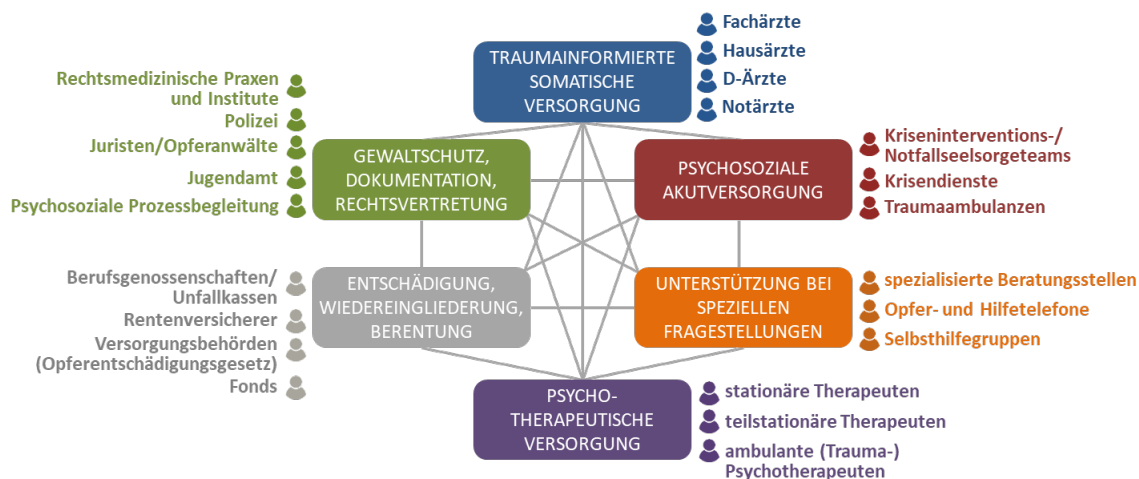 Fachärzte
Hausärzte
D-Ärzte
Notärzte
TRAUMAINFORMIERTE
SOMATISCHE
VERSORGUNG
Rechtsmedizinische Praxen
und Institute
Polizei
Juristen/Opferanwälte
Jugendamt
Psychosoziale Prozessbegleitung
GEWALTSCHUTZ,
DOKUMENTATION,
RECHTSVERTRETUNG
PSYCHOSOZIALE
AKUTVERSORGUNG
Kriseninterventions-/
Notfallseelsorgeteams
Krisendienste
Traumaambulanzen
Berufsgenossenschaften/
Unfallkassen
Rentenversicherer
Versorgungsbehörden
(Opferentschädigungsgesetz)
Fonds
ENTSCHÄDIGUNG,
WIEDEREINGLIEDERUNG,
BERENTUNG
UNTERSTÜTZUNG BEI
SPEZIELLEN
FRAGESTELLUNGEN
spezialisierte Beratungsstellen
Opfer- und Hilfetelefone
Selbsthilfegruppen
PSYCHO-
THERAPEUTISCHE
VERSORGUNG
stationäre Therapeuten
teilstationäre Therapeuten
ambulante (Trauma-)
Psychotherapeuten